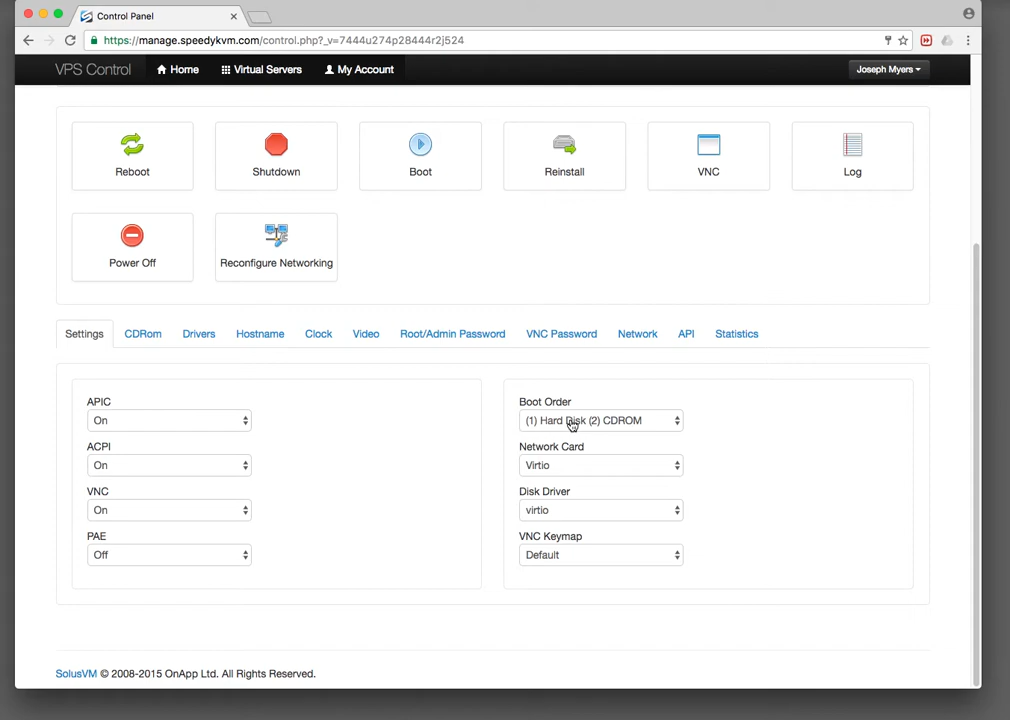 Control Panel
https://manage.speedykvm.com/control.php?_v=7444u274p28444r2j524
VPS Control Home Virtual Servers My Account Joseph Myers
Reboot Shutdown Boot Reinstall VNC Log
Power Off Reconfigure Networking
Settings CDRom Drivers Hostname Clock Video Root/Admin Password VNC Password Network API Statistics
APIC
On
ACPI
On
VNC
On
PAE
Off
Boot Order
(1) Hard Disk (2) CDROM
Network Card
Virtio
Disk Driver
virtio
VNC Keymap
Default
SolusVM © 2008-2015 OnApp Ltd. All Rights Reserved.